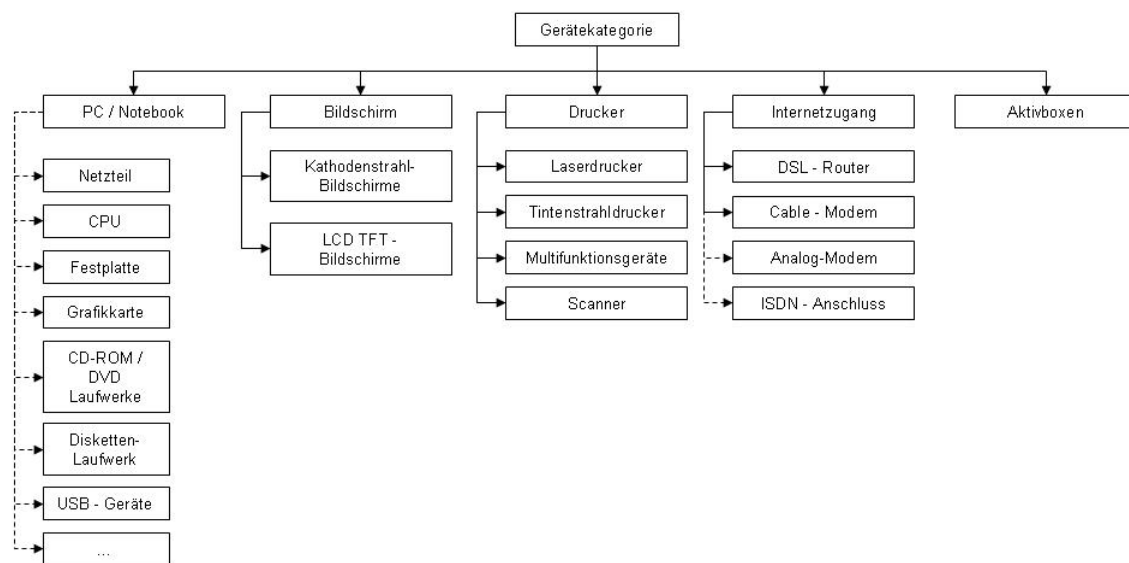 Gerätekategorie
PC / Notebook
Netzteil
CPU
Festplatte
Grafikkarte
CD-ROM /
DVD
Laufwerke
Disketten-
Laufwerk
USB - Geräte
...
Bildschirm
Kathodenstrahl-
Bildschirme
LCD TFT -
Bildschirme
Drucker
Laserdrucker
Tintenstrahldrucker
Multifunktionsgeräte
Scanner
Internetzugang
DSL - Router
Cable - Modem
Analog-Modem
ISDN - Anschluss
Aktivboxen